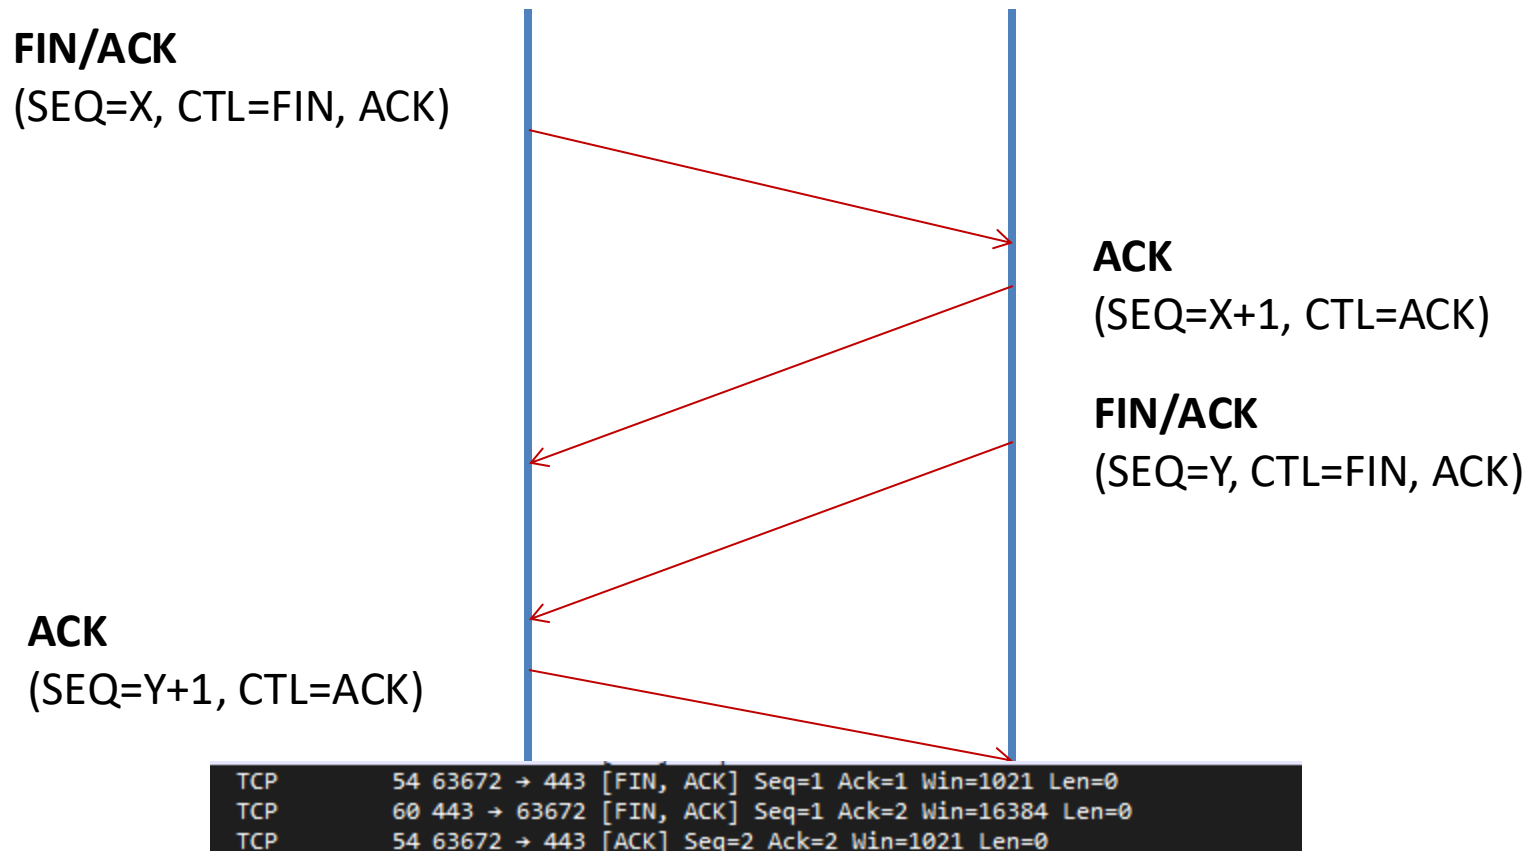 FIN/ACK
(SEQ=X, CTL=FIN, ACK)
ACK
(SEQ=X+1, CTL=ACK)
FIN/ACK
(SEQ=Y, CTL=FIN, ACK)
ACK
(SEQ=Y+1, CTL=ACK)
TCP 54 63672 → 443 [FIN, ACK] Seq=1 Ack=1 Win=1021 Len=0
TCP 60 443 → 63672 [FIN, ACK] Seq=1 Ack=2 Win=16384 Len=0
TCP 54 63672 → 443 [ACK] Seq=2 Ack=2 Win=1021 Len=0